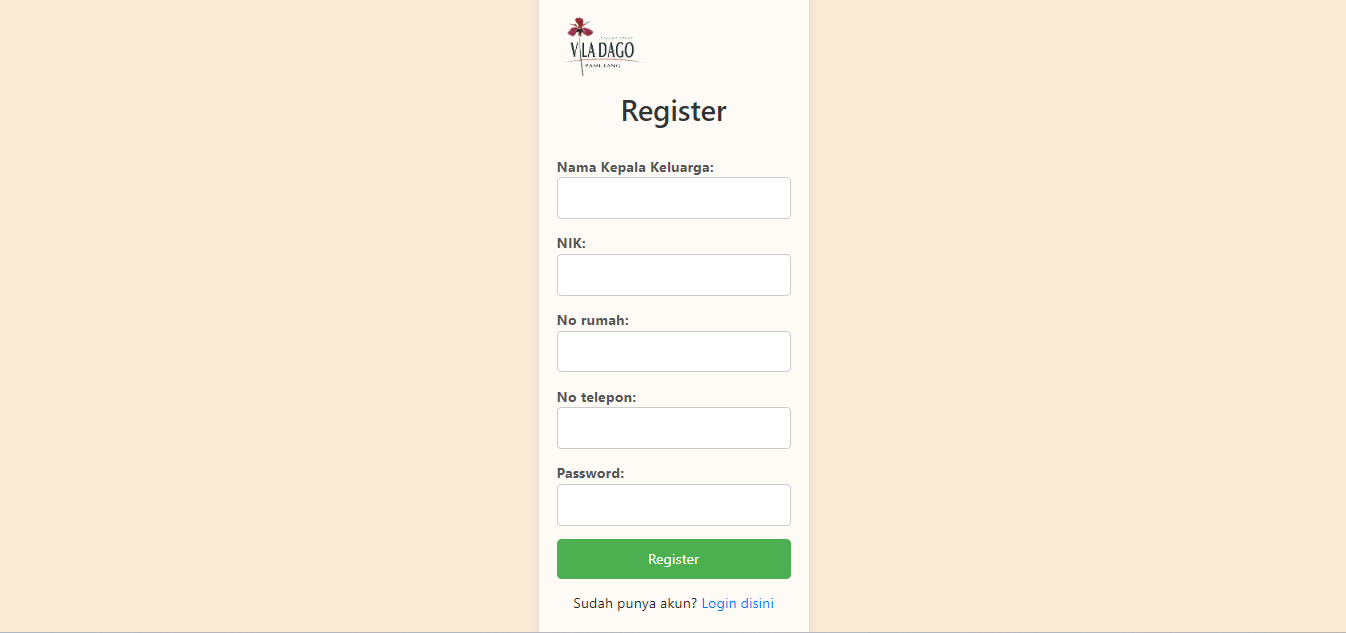 VILA DAGO
PAMULANG
Register
Nama Kepala Keluarga:
NIK:
No rumah:
No telepon:
Password:
Register
Sudah punya akun? Login disini